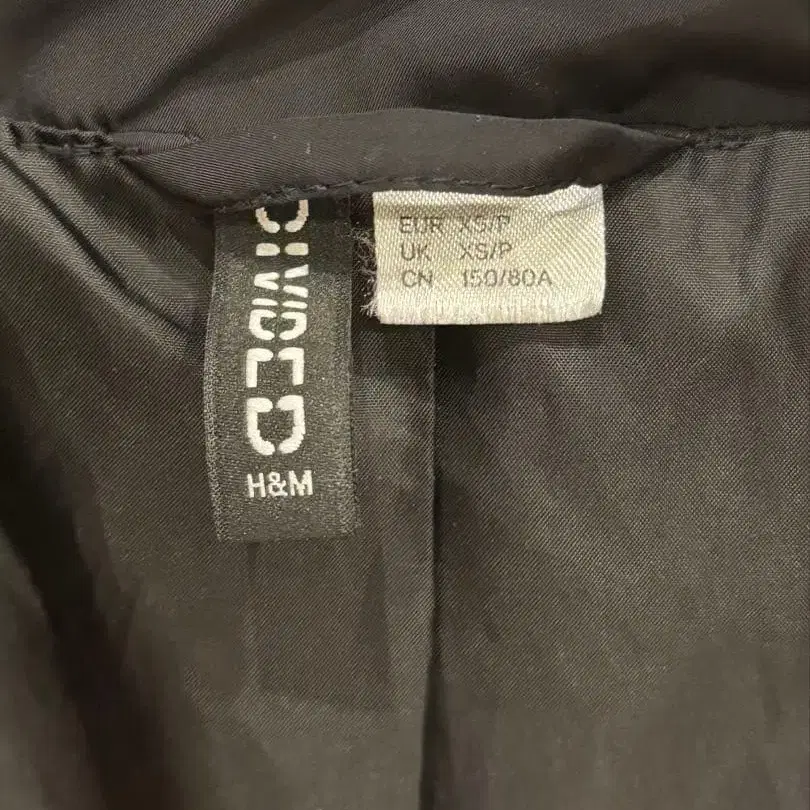 DIVIDED
H&M
EUR XS/P
UK XS/P
CN 150/80A